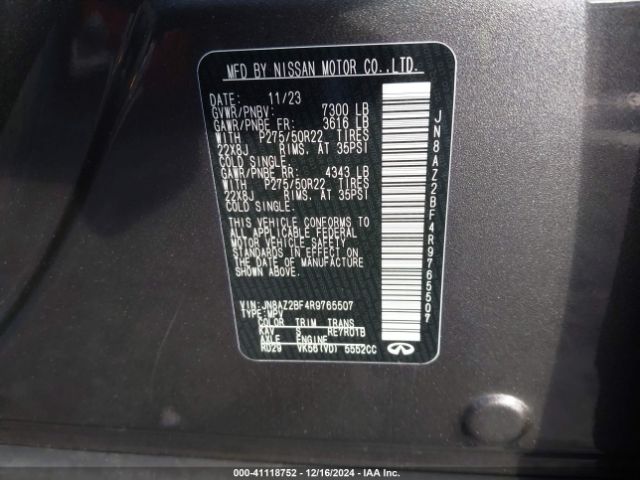 MFD BY NISSAN MOTOR CO.,LTD.
DATE: 11/23
GVWR/PNBV: 7300 LB
GAWR/PNBE FR: 3616 LB
WITH P275/50R22 TIRES
22X8J RIMS, AT 35PSI
COLD SINGLE.
GAWR/PNBE RR: 4343 LB
WITH P275/50R22 TIRES
22X8J RIMS, AT 35PSI
COLD SINGLE.
THIS VEHICLE CONFORMS TO
ALL APPLICABLE FEDERAL
MOTOR VEHICLE SAFETY
STANDARDS IN EFFECT ON
THE DATE OF MANUFACTURE
SHOWN ABOVE.
VIN: JN8AZ2BF4R9765507
TYPE: MPV
COLOR TRIM TRANS
KAV S RE7R01B
AXLE ENGINE
RD29 VK56(VD) 5552CC
JN8AZ2BF4R9765507
000-41118752 - 12/16/2024 - IAA Inc.